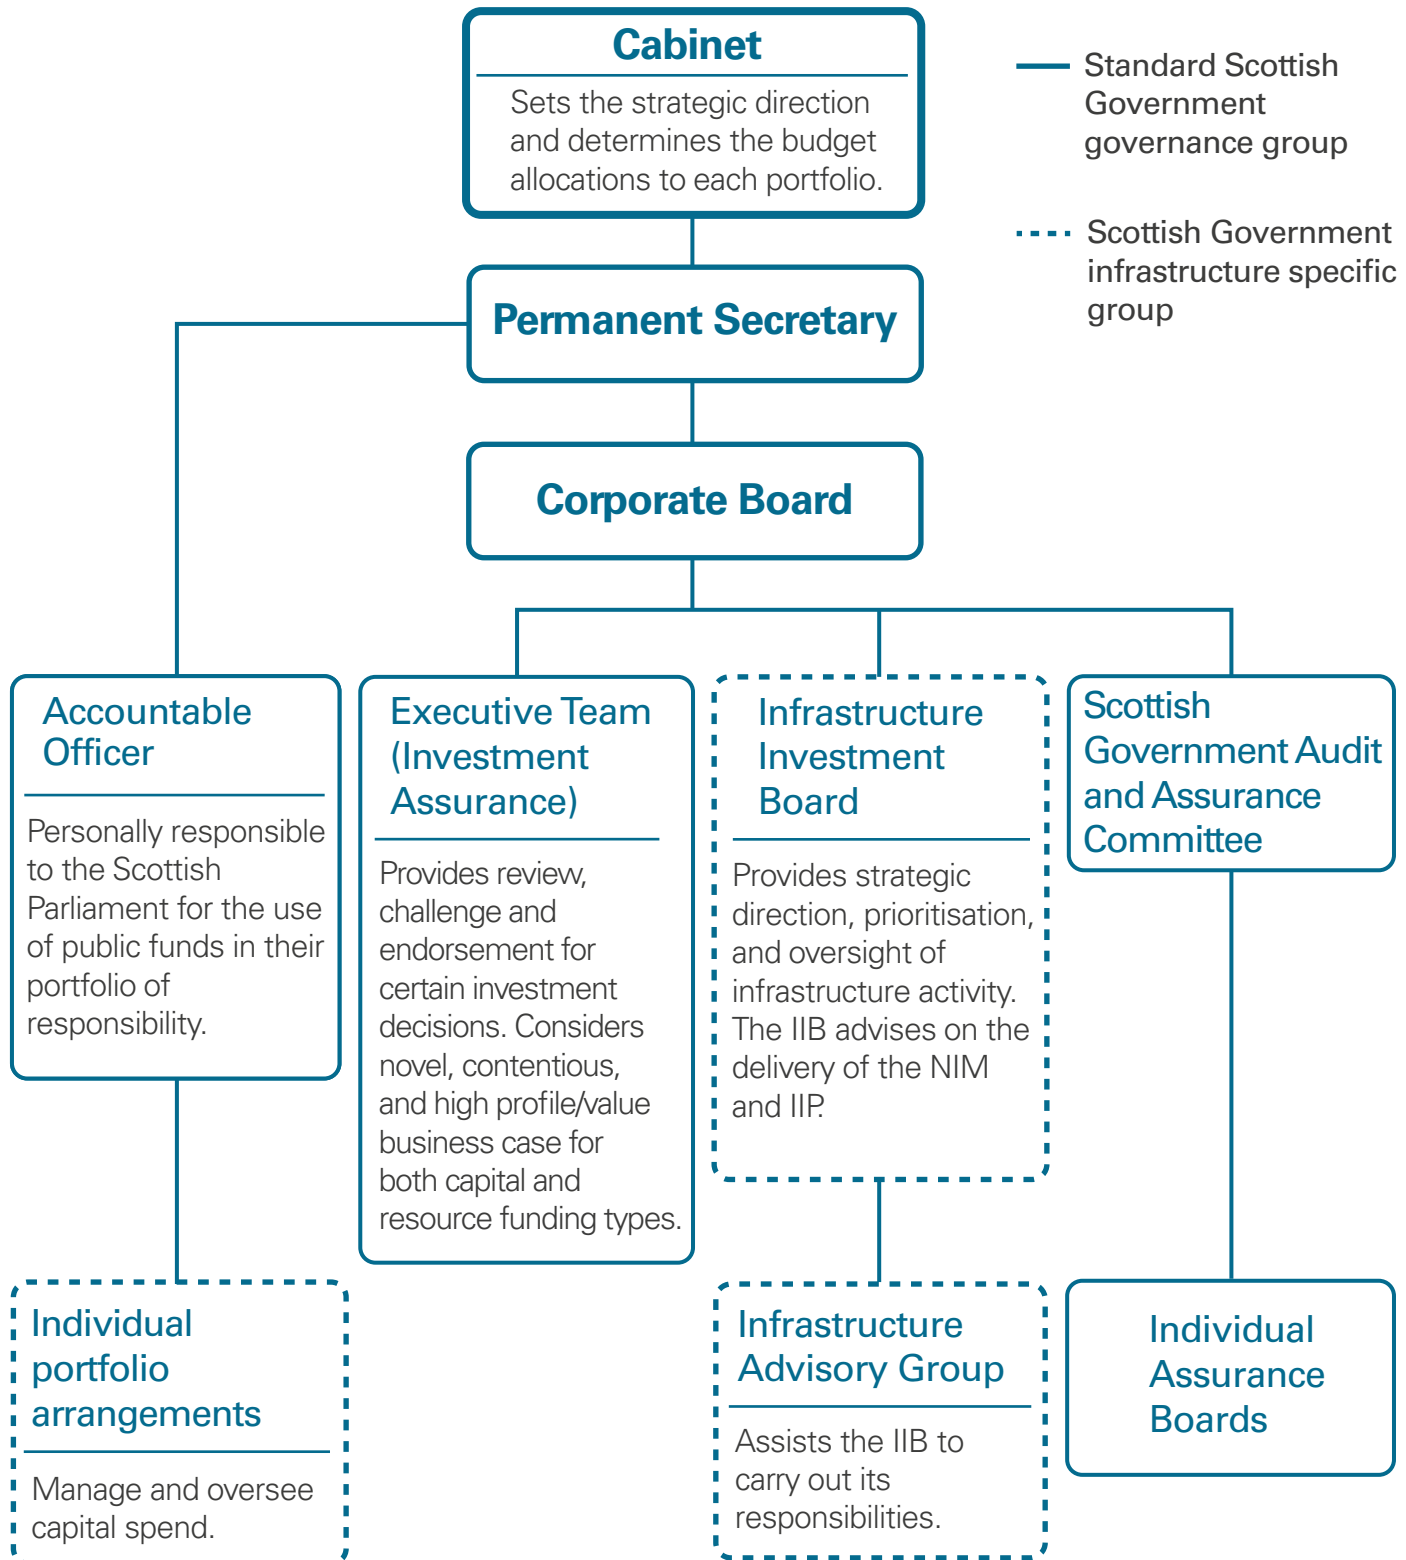 Cabinet
Sets the strategic direction
and determines the budget
allocations to each portfolio.
Standard Scottish
Government
governance group
Scottish Government
infrastructure specific
group
Permanent Secretary
Corporate Board
Accountable
Officer
Personally responsible
to the Scottish
Parliament for the use
of public funds in their
portfolio of
responsibility.
Executive Team
(Investment
Assurance)
Provides review,
challenge and
endorsement for
certain investment
decisions. Considers
novel, contentious,
and high profile/value
business case for
both capital and
resource funding types.
Infrastructure
Investment
Board
Provides strategic
direction, prioritisation,
and oversight of
infrastructure activity.
The IIB advises on the
delivery of the NIM
and IIP.
Scottish
Government Audit
and Assurance
Committee
Individual
portfolio
arrangements
Manage and oversee
capital spend.
Infrastructure
Advisory Group
Assists the IIB to
carry out its
responsibilities.
Individual
Assurance
Boards